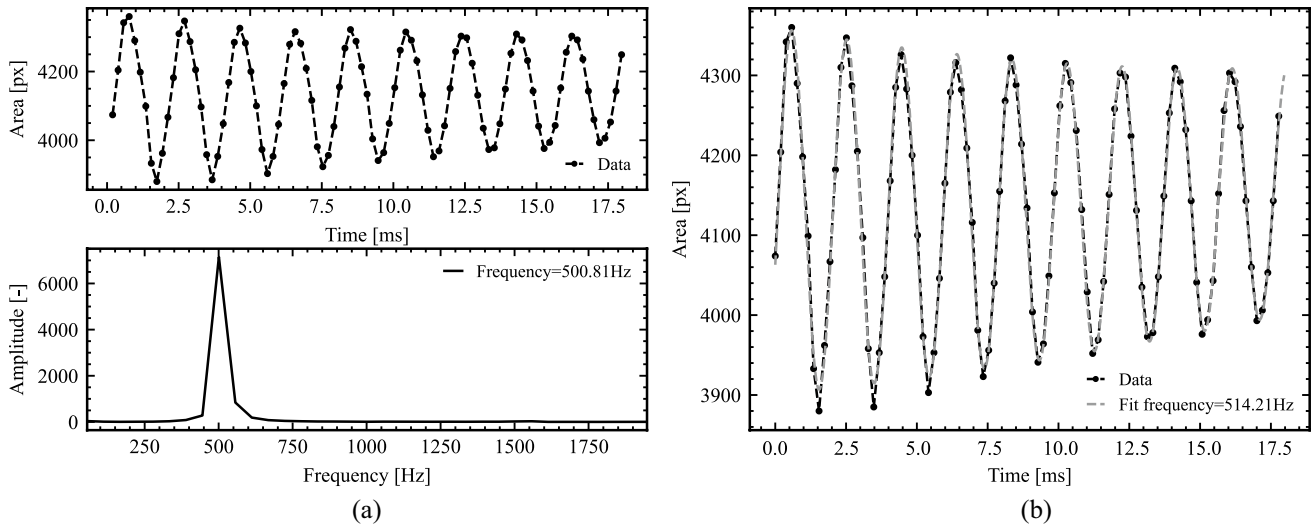 4200
4000
Area [px]
Data
0.0 2.5 5.0 7.5 10.0 12.5 15.0 17.5
Time [ms]
6000
4000
2000
0
Amplitude [-]
Frequency=500.81Hz
250 500 750 1000 1250 1500 1750
Frequency [Hz]
(a)
4300
4200
4100
4000
3900
Area [px]
Data
Fit frequency=514.21Hz
0.0 2.5 5.0 7.5 10.0 12.5 15.0 17.5
Time [ms]
(b)